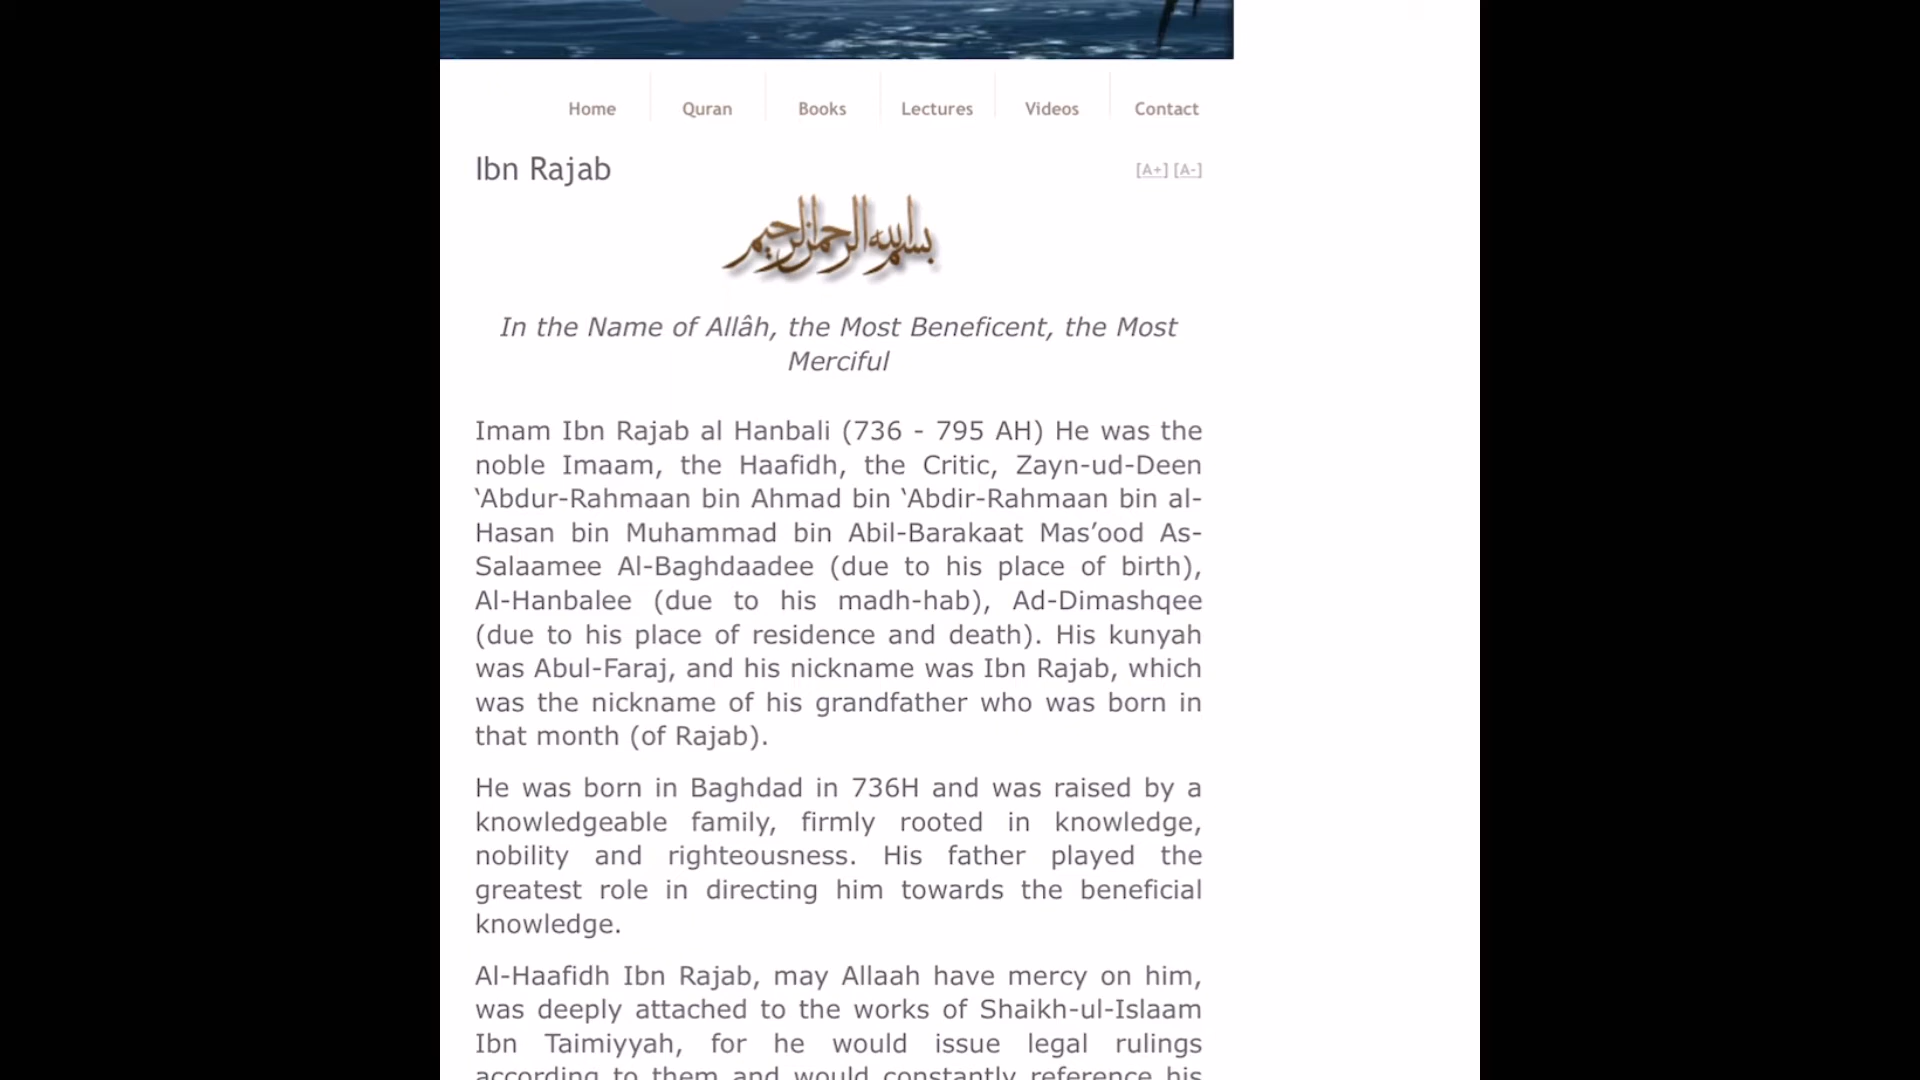 Home Quran Books Lectures Videos Contact
Ibn Rajab [A+] [A-]
بسم الله الرحمن الرحيم
In the Name of Allâh, the Most Beneficent, the Most
Merciful
Imam Ibn Rajab al Hanbali (736 - 795 AH) He was the
noble Imaam, the Haafidh, the Critic, Zayn-ud-Deen
‘Abdur-Rahmaan bin Ahmad bin ‘Abdir-Rahmaan bin al-
Hasan bin Muhammad bin Abil-Barakaat Mas’ood As-
Salaamee Al-Baghdaadee (due to his place of birth),
Al-Hanbalee (due to his madh-hab), Ad-Dimashqee
(due to his place of residence and death). His kunyah
was Abul-Faraj, and his nickname was Ibn Rajab, which
was the nickname of his grandfather who was born in
that month (of Rajab).
He was born in Baghdad in 736H and was raised by a
knowledgeable family, firmly rooted in knowledge,
nobility and righteousness. His father played the
greatest role in directing him towards the beneficial
knowledge.
Al-Haafidh Ibn Rajab, may Allaah have mercy on him,
was deeply attached to the works of Shaikh-ul-Islaam
Ibn Taimiyyah, for he would issue legal rulings
according to them and would constantly reference his